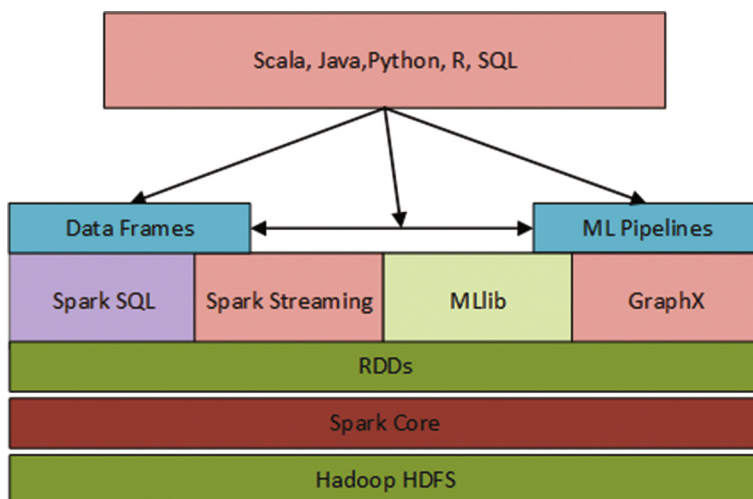 Scala, Java,Python, R, SQL
Data Frames
ML Pipelines
Spark SQL
Spark Streaming
MLlib
GraphX
RDDs
Spark Core
Hadoop HDFS